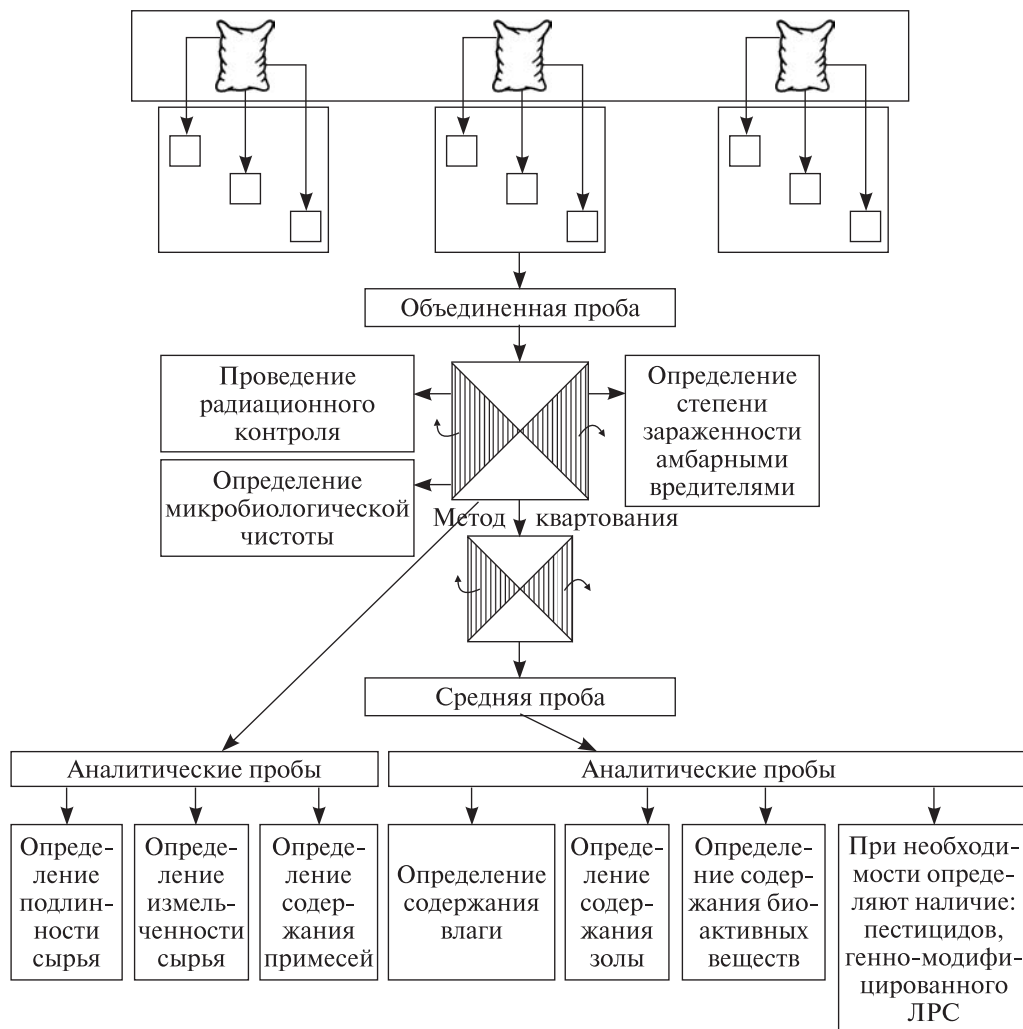 Объединенная проба
Проведение
радиационного
контроля
Определение
степени
зараженности
амбарными
вредителями
Определение
микробиологической
чистоты
Метод квартования
Средняя проба
Аналитические пробы
Аналитические пробы
Опреде-
ление
подлин-
ности
сырья
Опреде-
ление
измель-
ченности
сырья
Опреде-
ление
содер-
жания
примесей
Определение
содержания
влаги
Опреде-
ление
содер-
жания
золы
Определе-
ние содер-
жания био-
активных
веществ
При необходи-
мости опреде-
ляют наличие:
пестицидов,
генно-модифи-
цированного
ЛРС